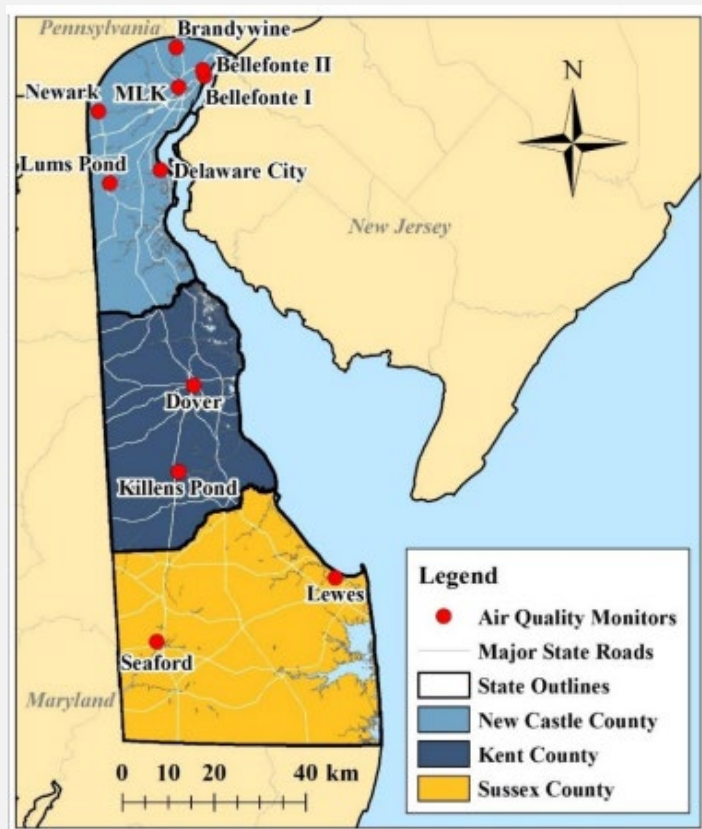 Pennsylvania
Brandywine
Bellefonte II
Newark
MLK
Bellefonte I
Lums Pond
Delaware City
N
New Jersey
Dover
Killens Pond
Lewes
Seaford
Maryland
0 10 20 40 km
Legend
Air Quality Monitors
Major State Roads
State Outlines
New Castle County
Kent County
Sussex County